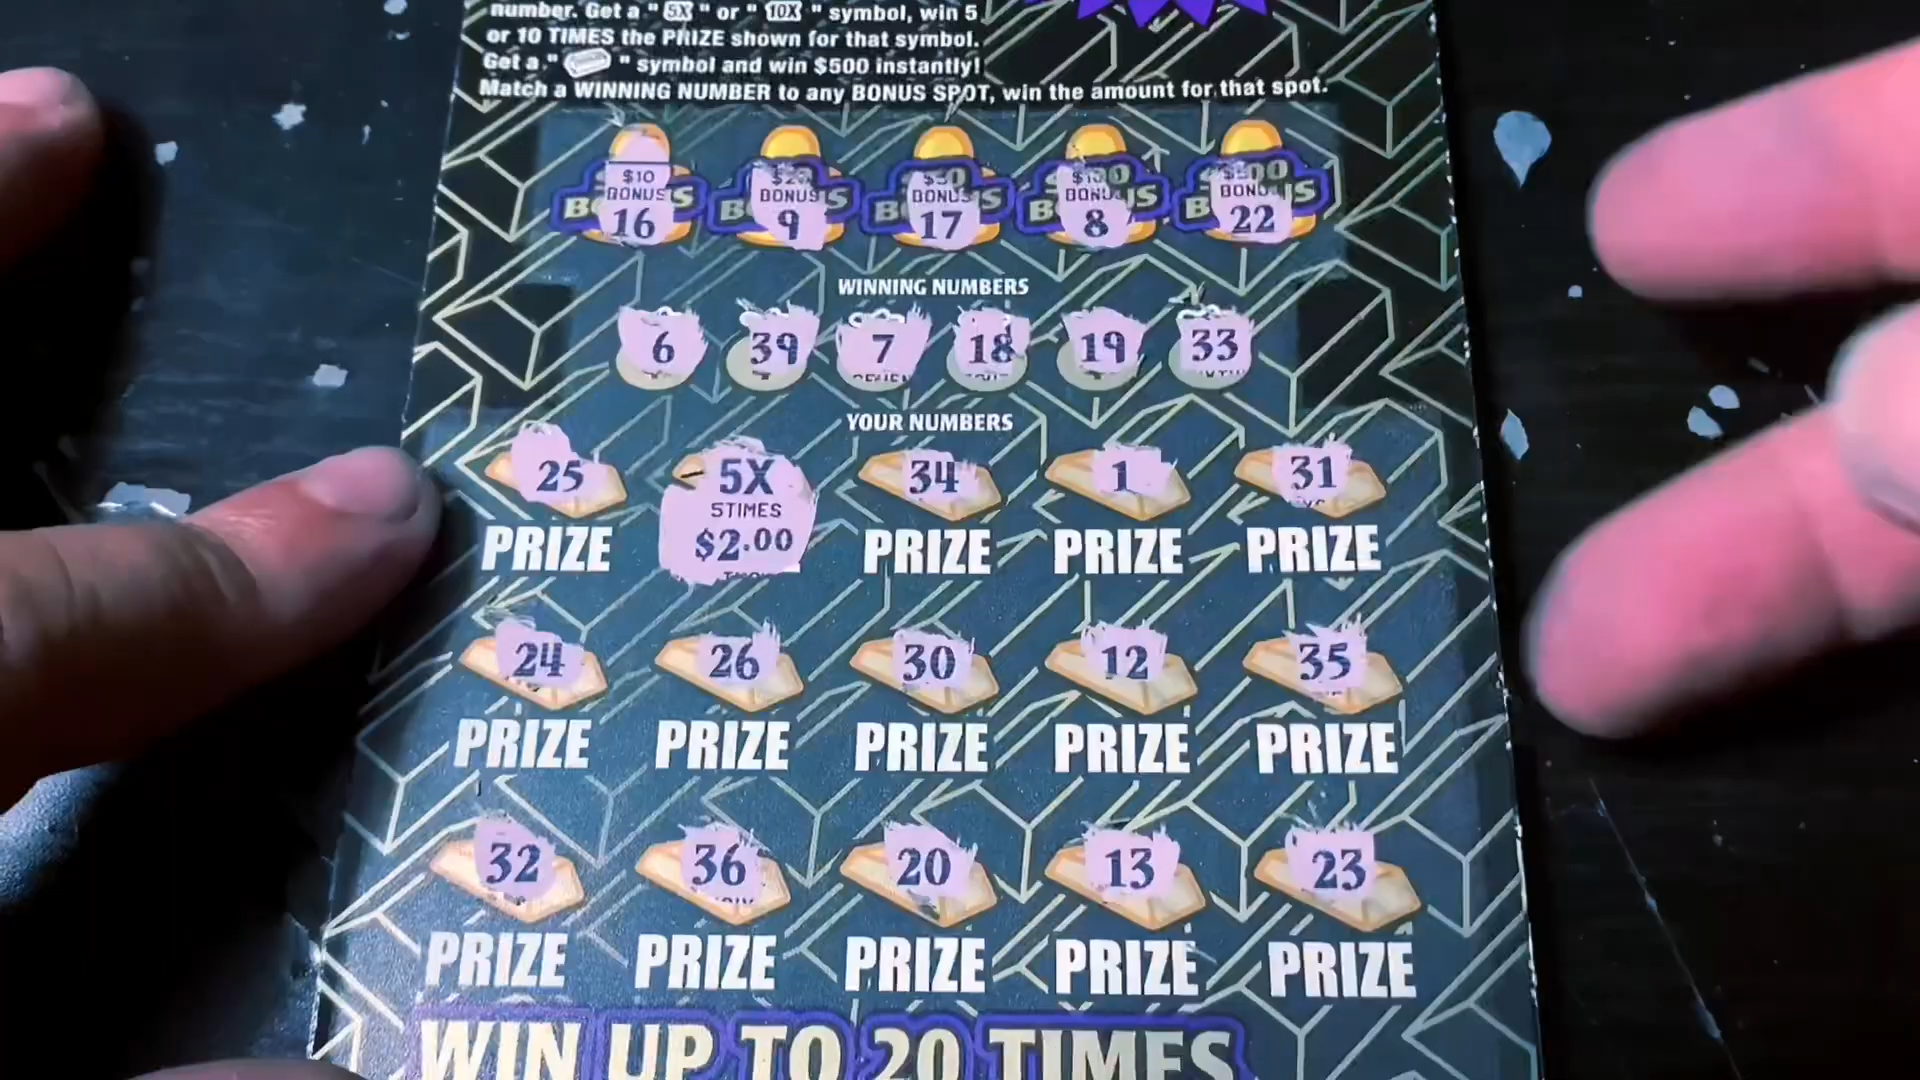 number. Get a " 5X " or " 10X " symbol, win 5
or 10 TIMES the PRIZE shown for that symbol.
Get a " " symbol and win $500 instantly!
Match a WINNING NUMBER to any BONUS SPOT, win the amount for that spot.
$10 $20 $50 $100 $500
BONUS BONUS BONUS BONUS BONUS
16 9 17 8 22
WINNING NUMBERS
6 39 7 18 19 33
YOUR NUMBERS
25 5X 34 1 31
5TIMES
$2.00
PRIZE PRIZE PRIZE PRIZE
24 26 30 12 35
PRIZE PRIZE PRIZE PRIZE PRIZE
32 36 20 13 23
PRIZE PRIZE PRIZE PRIZE PRIZE
WIN UP TO 20 TIMES